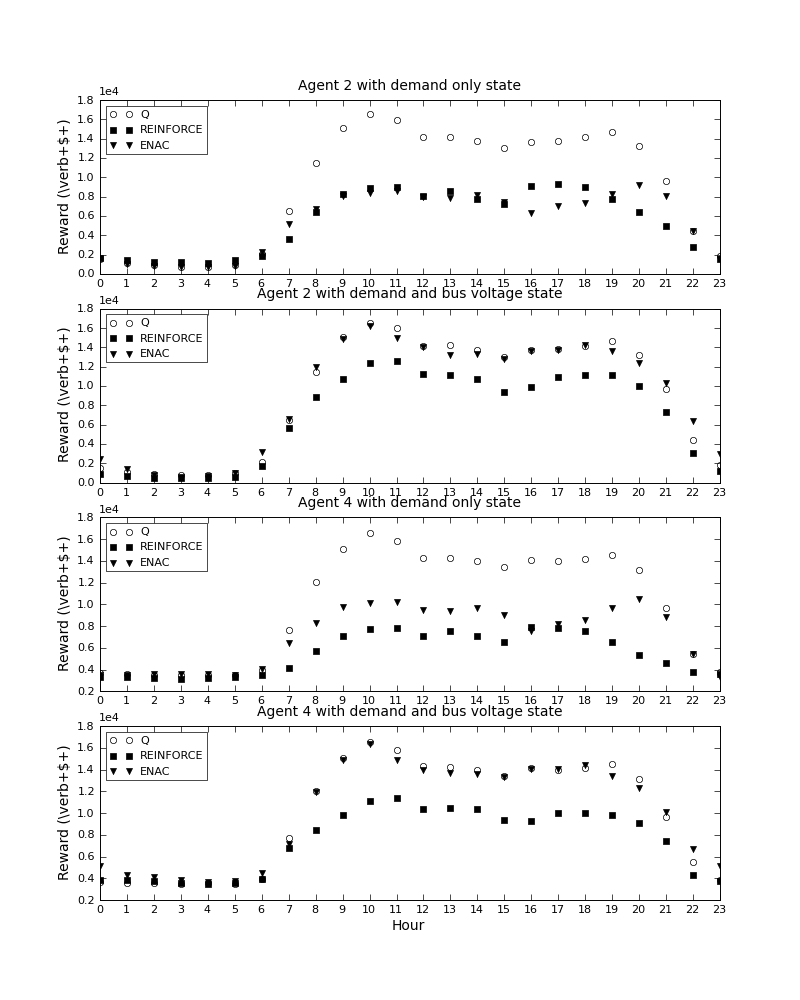 Agent 2 with demand only state
1e4
1.8
1.6
1.4
1.2
1.0
0.8
0.6
0.4
0.2
0.0
Reward (\verb+$+)
Q
REINFORCE
ENAC
0 1 2 3 4 5 6 7 8 9 10 11 12 13 14 15 16 17 18 19 20 21 22 23
Agent 2 with demand and bus voltage state
1e4
1.8
1.6
1.4
1.2
1.0
0.8
0.6
0.4
0.2
0.0
Reward (\verb+$+)
Q
REINFORCE
ENAC
0 1 2 3 4 5 6 7 8 9 10 11 12 13 14 15 16 17 18 19 20 21 22 23
Agent 4 with demand only state
1e4
1.8
1.6
1.4
1.2
1.0
0.8
0.6
0.4
0.2
Reward (\verb+$+)
Q
REINFORCE
ENAC
0 1 2 3 4 5 6 7 8 9 10 11 12 13 14 15 16 17 18 19 20 21 22 23
Agent 4 with demand and bus voltage state
1e4
1.8
1.6
1.4
1.2
1.0
0.8
0.6
0.4
0.2
Reward (\verb+$+)
Q
REINFORCE
ENAC
0 1 2 3 4 5 6 7 8 9 10 11 12 13 14 15 16 17 18 19 20 21 22 23
Hour